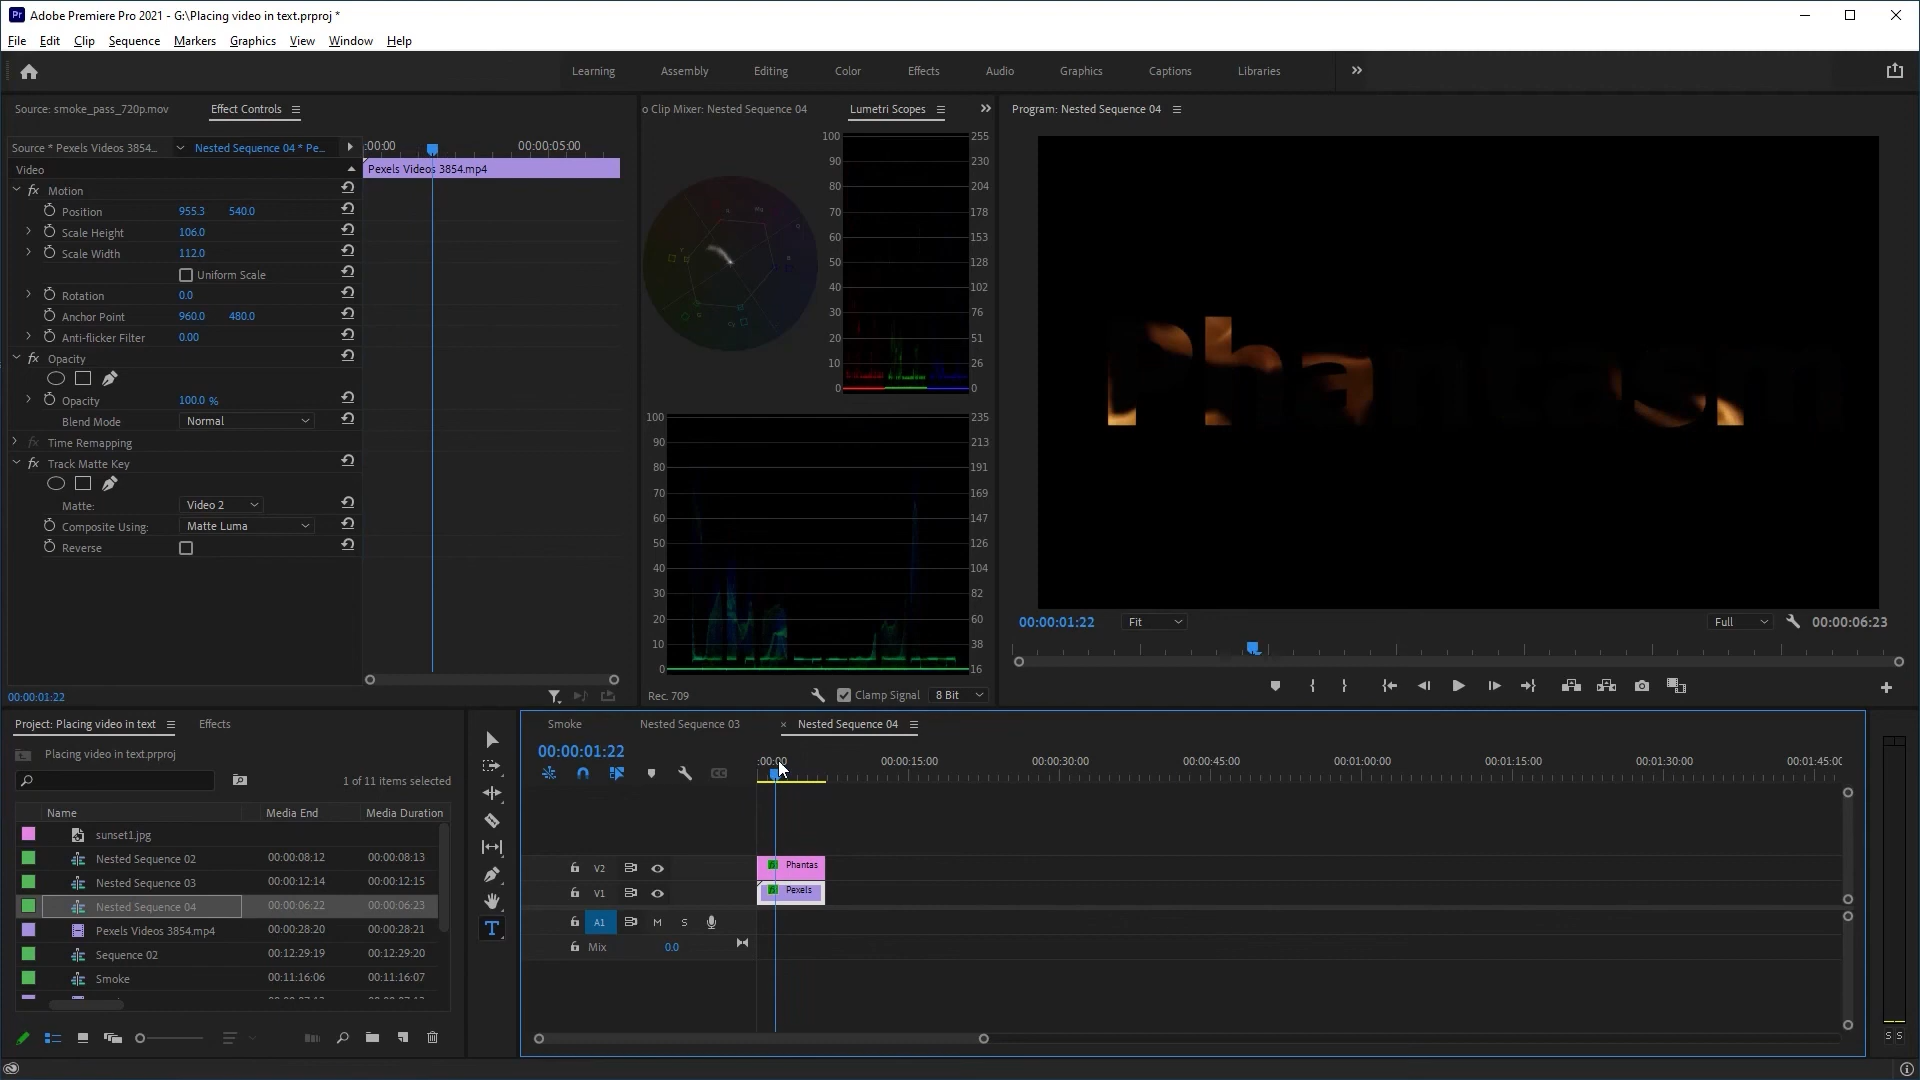 Adobe Premiere Pro 2021 - G:\Placing video in text.prproj *
File Edit Clip Sequence Markers Graphics View Window Help
Learning Assembly Editing Color Effects Audio Graphics Captions Libraries
Source: smoke_pass_720p.mov Effect Controls
Source * Pexels Videos 3854... Nested Sequence 04 * Pe...
:00:00 00:00:05:00
Video
Pexels Videos 3854.mp4
Motion
Position 955.3 540.0
Scale Height 106.0
Scale Width 112.0
Uniform Scale
Rotation 0.0
Anchor Point 960.0 480.0
Anti-flicker Filter 0.00
Opacity
Opacity 100.0 %
Blend Mode Normal
Time Remapping
Track Matte Key
Matte: Video 2
Composite Using: Matte Luma
Reverse
00:00:01:22
o Clip Mixer: Nested Sequence 04 Lumetri Scopes
100 255
90 230
80 204
70 178
60 153
50 128
40 102
30 76
20 51
10 26
0 0
100 235
90 213
80 191
70 169
60 147
50 126
40 104
30 82
20 60
10 38
0 16
Rec. 709 Clamp Signal 8 Bit
Program: Nested Sequence 04
Phantasm
00:00:01:22 Fit Full 00:00:06:23
Project: Placing video in text Effects
Placing video in text.prproj
1 of 11 items selected
Name Media End Media Duration
sunset1.jpg
Nested Sequence 02 00:00:08:12 00:00:08:13
Nested Sequence 03 00:00:12:14 00:00:12:15
Nested Sequence 04 00:00:06:22 00:00:06:23
Pexels Videos 3854.mp4 00:00:28:20 00:00:28:21
Sequence 02 00:12:29:19 00:12:29:20
Smoke 00:11:16:06 00:11:16:07
Smoke Nested Sequence 03 Nested Sequence 04
00:00:01:22
:00:00 00:00:15:00 00:00:30:00 00:00:45:00 00:01:00:00 00:01:15:00 00:01:30:00 00:01:45:00
V2 Phantas
V1 Pexels
A1 M S
Mix 0.0
S S